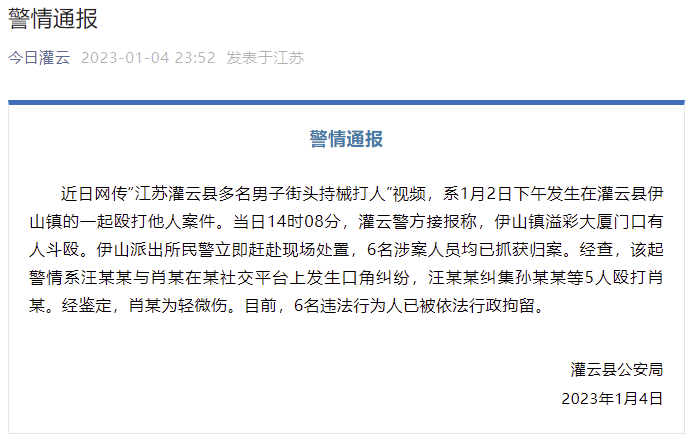 警情通报
今日灌云 2023-01-04 23:52 发表于江苏
警情通报
近日网传“江苏灌云县多名男子街头持械打人”视频，系1月2日下午发生在灌云县伊
山镇的一起殴打他人案件。当日14时08分，灌云警方接报称，伊山镇溢彩大厦门口有
人斗殴。伊山派出所民警立即赶赴现场处置，6名涉案人员均已抓获归案。经查，该起
警情系汪某某与肖某在某社交平台上发生口角纠纷，汪某某纠集孙某某等5人殴打肖
某。经鉴定，肖某为轻微伤。目前，6名违法行为人已被依法行政拘留。
灌云县公安局
2023年1月4日